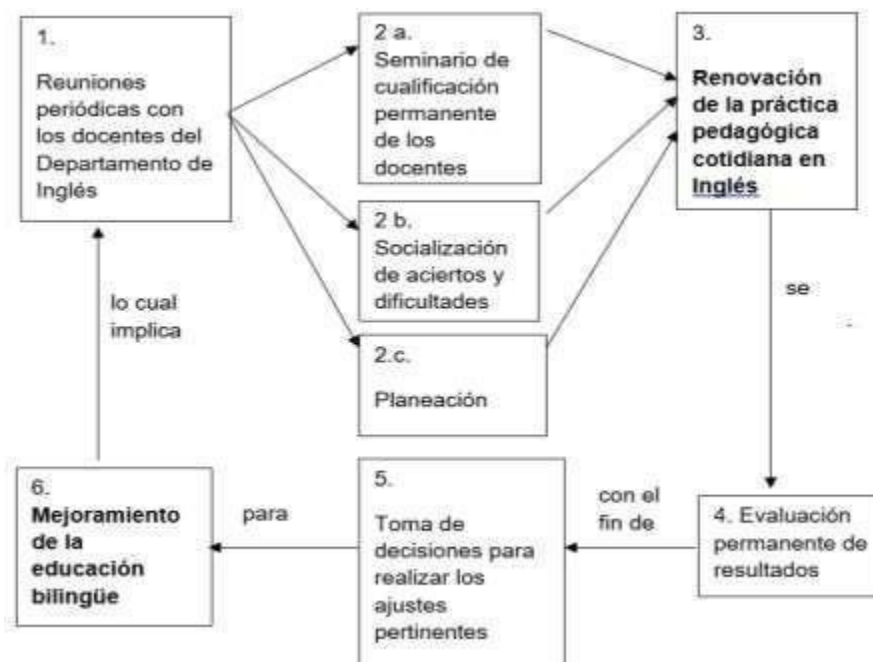 1.
Reuniones
periódicas con
los docentes del
Departamento de
Inglés
2 a.
Seminario de
cualificación
permanente
de los
docentes
2 b.
Socialización
de aciertos y
dificultades
2.c.
Planeación
3.
Renovación
de la práctica
pedagógica
cotidiana en
Inglés
se
4. Evaluación
permanente de
resultados
con el
fin de
5.
Toma de
decisiones para
realizar los
ajustes
pertinentes
para
6.
Mejoramiento
de la
educación
bilingüe
lo cual
implica